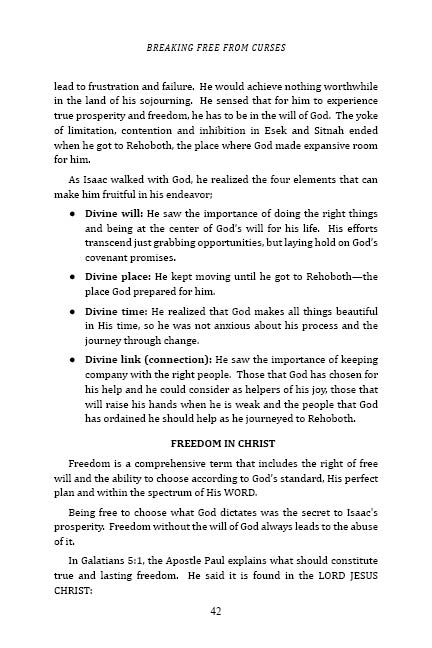 BREAKING FREE FROM CURSES
lead to frustration and failure. He would achieve nothing worthwhile
in the land of his sojourning. He sensed that for him to experience
true prosperity and freedom, he has to be in the will of God. The yoke
of limitation, contention and inhibition in Esek and Sitnah ended
when he got to Rehoboth, the place where God made expansive room
for him.
As Isaac walked with God, he realized the four elements that can
make him fruitful in his endeavor;
● Divine will: He saw the importance of doing the right things
and being at the center of God's will for his life. His efforts
transcend just grabbing opportunities, but laying hold on God's
covenant promises.
● Divine place: He kept moving until he got to Rehoboth—the
place God prepared for him.
● Divine time: He realized that God makes all things beautiful
in His time, so he was not anxious about his process and the
journey through change.
● Divine link (connection): He saw the importance of keeping
company with the right people. Those that God has chosen for
his help and he could consider as helpers of his joy, those that
will raise his hands when he is weak and the people that God
has ordained he should help as he journeyed to Rehoboth.
FREEDOM IN CHRIST
Freedom is a comprehensive term that includes the right of free
will and the ability to choose according to God's standard, His perfect
plan and within the spectrum of His WORD.
Being free to choose what God dictates was the secret to Isaac's
prosperity. Freedom without the will of God always leads to the abuse
of it.
In Galatians 5:1, the Apostle Paul explains what should constitute
true and lasting freedom. He said it is found in the LORD JESUS
CHRIST:
42